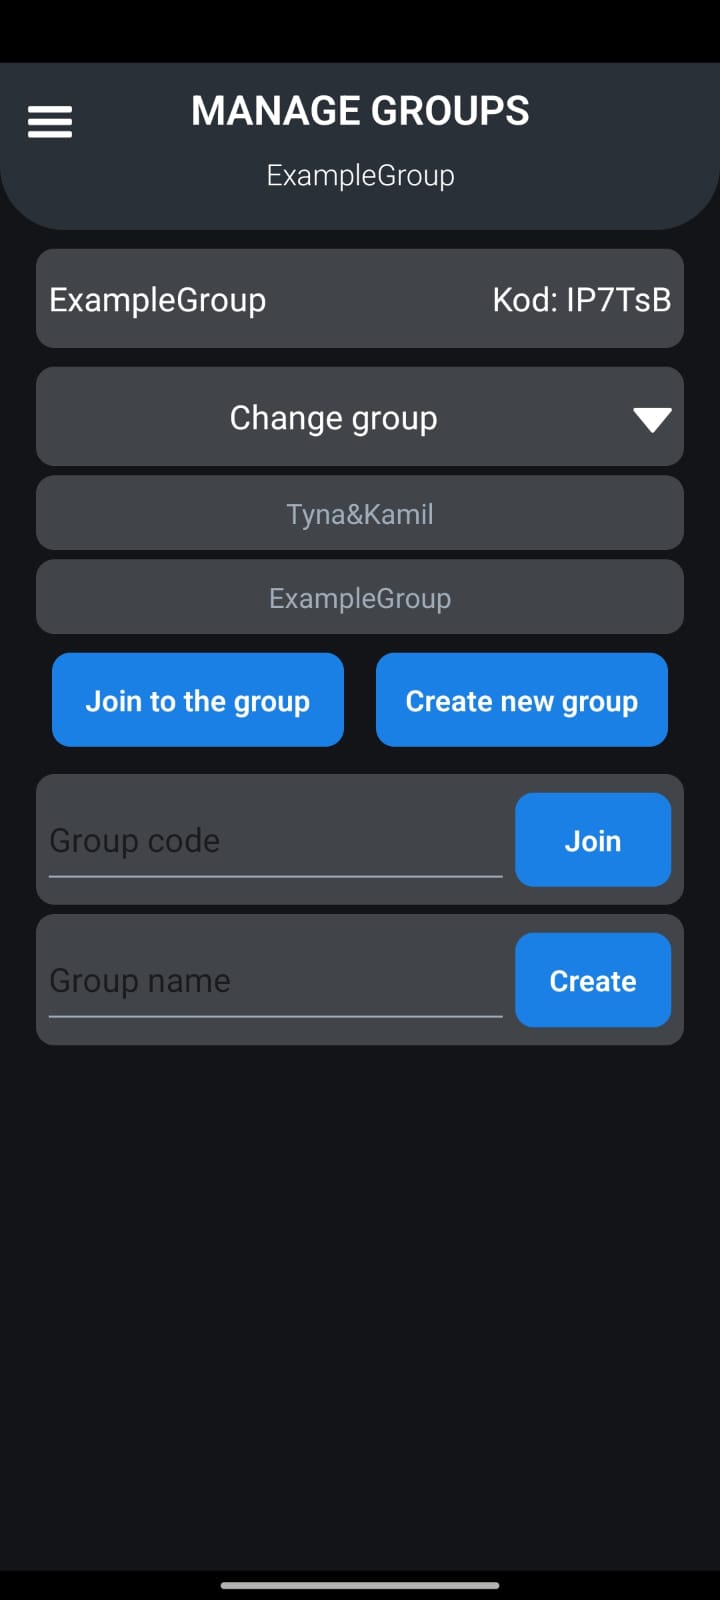 MANAGE GROUPS
ExampleGroup
ExampleGroup Kod: IP7TsB
Change group
Tyna&Kamil
ExampleGroup
Join to the group Create new group
Group code Join
Group name Create